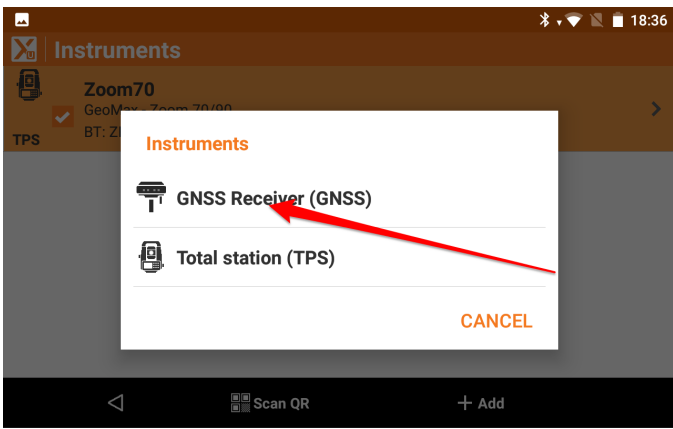 18:36
Instruments
Zoom70
GeoMax - Zoom 70/90
BT: Z
TPS
Instruments
GNSS Receiver (GNSS)
Total station (TPS)
CANCEL
Scan QR
Add